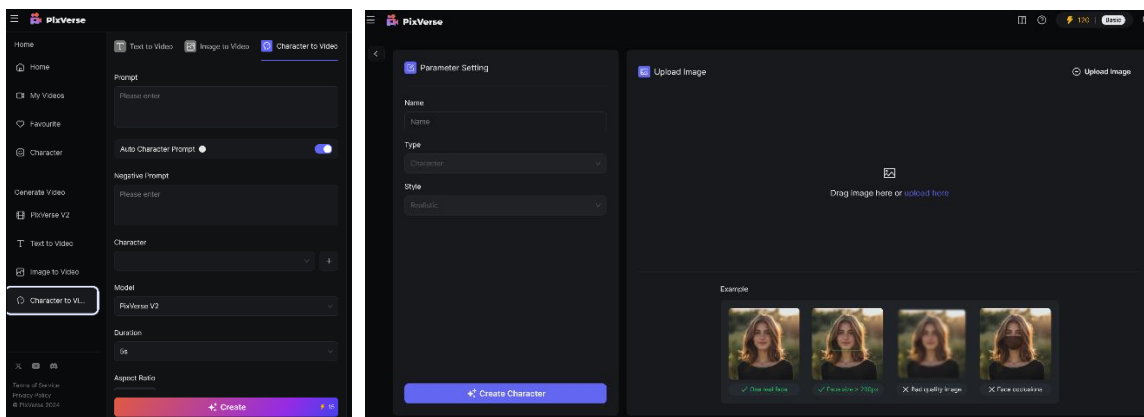 PixVerse
Home
Home
My Videos
Favourite
Character
Generate Video
PixVerse V2
Text to Video
Image to Video
Character to Vi...
Terms of Service
Privacy Policy
© PixVerse 2024
Text to Video
Image to Video
Character to Video
Prompt
Please enter
Auto Character Prompt
Negative Prompt
Please enter
Character
+
Model
PixVerse V2
Duration
5s
Aspect Ratio
Create
15
PixVerse
120
Basic
Parameter Setting
Name
Name
Type
Character
Style
Realistic
Create Character
Upload Image
Upload Image
Drag image here or upload here
Example
One real face
Face size > 200px
Bad quality image
Face occlusions